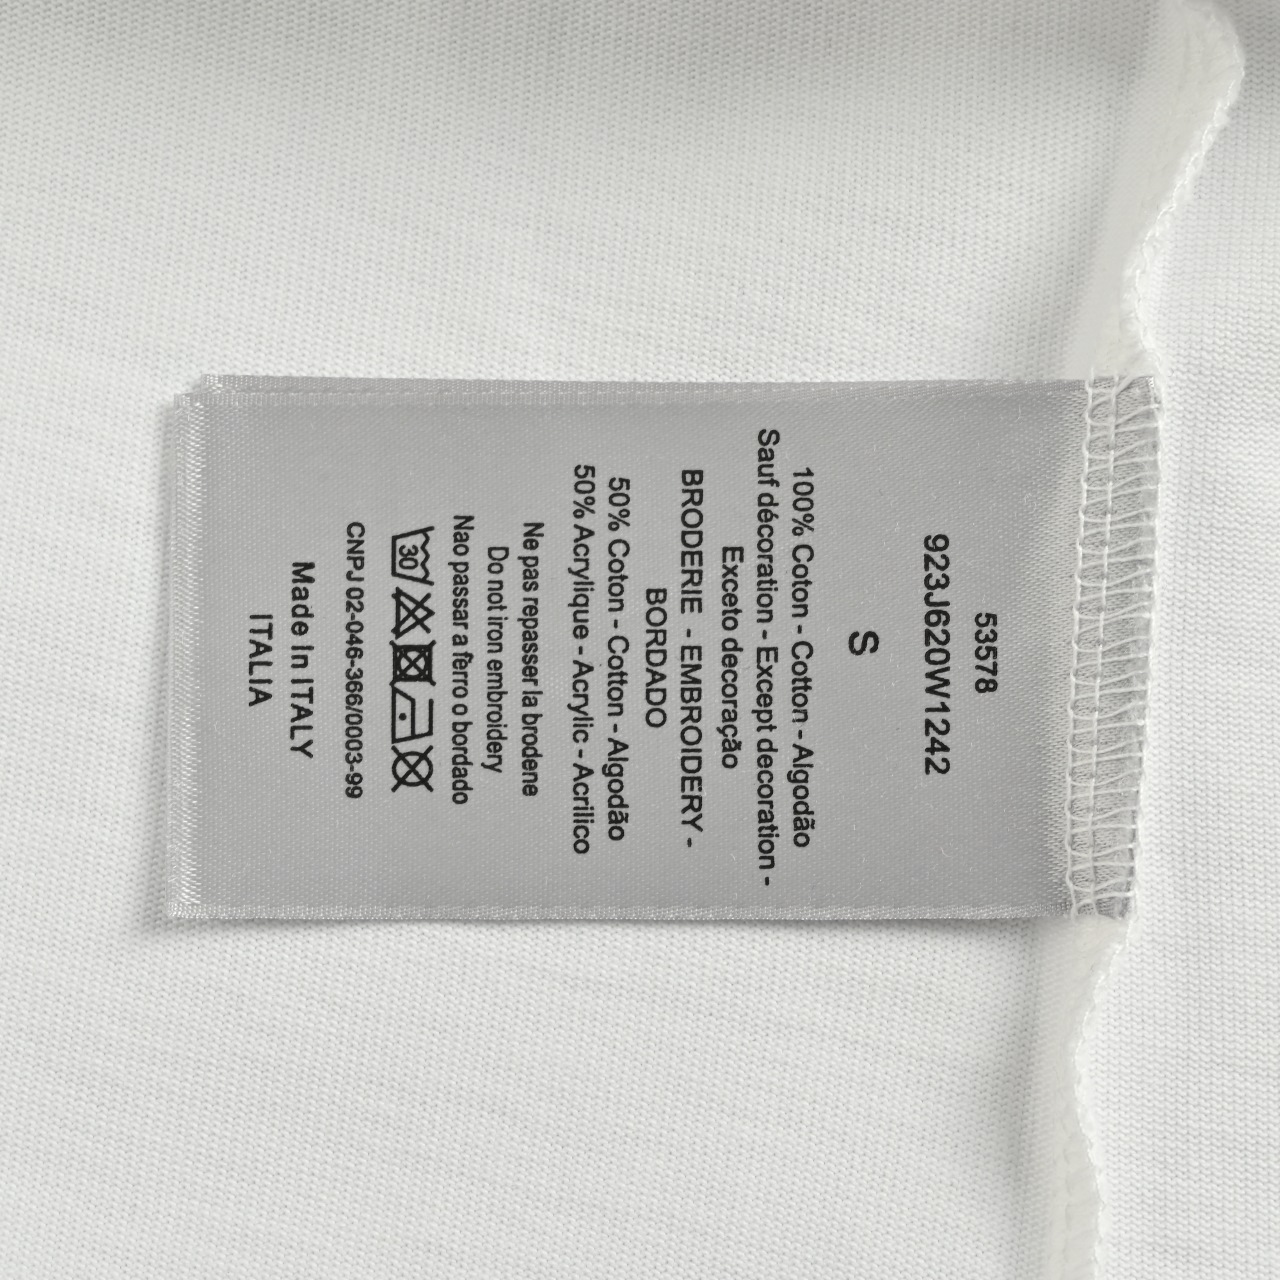 53578
923J620W1242
S
100% Coton - Cotton - Algodão
Sauf décoration - Except decoration -
Exceto decoração
BRODERIE - EMBROIDERY -
BORDADO
50% Coton - Cotton - Algodão
50% Acrylique - Acrylic - Acrilico
Ne pas repasser la brodene
Do not iron embroidery
Nao passar a fèrro o bordado
30
CNPJ 02-046-366/0003-99
Made In ITALY
ITALIA